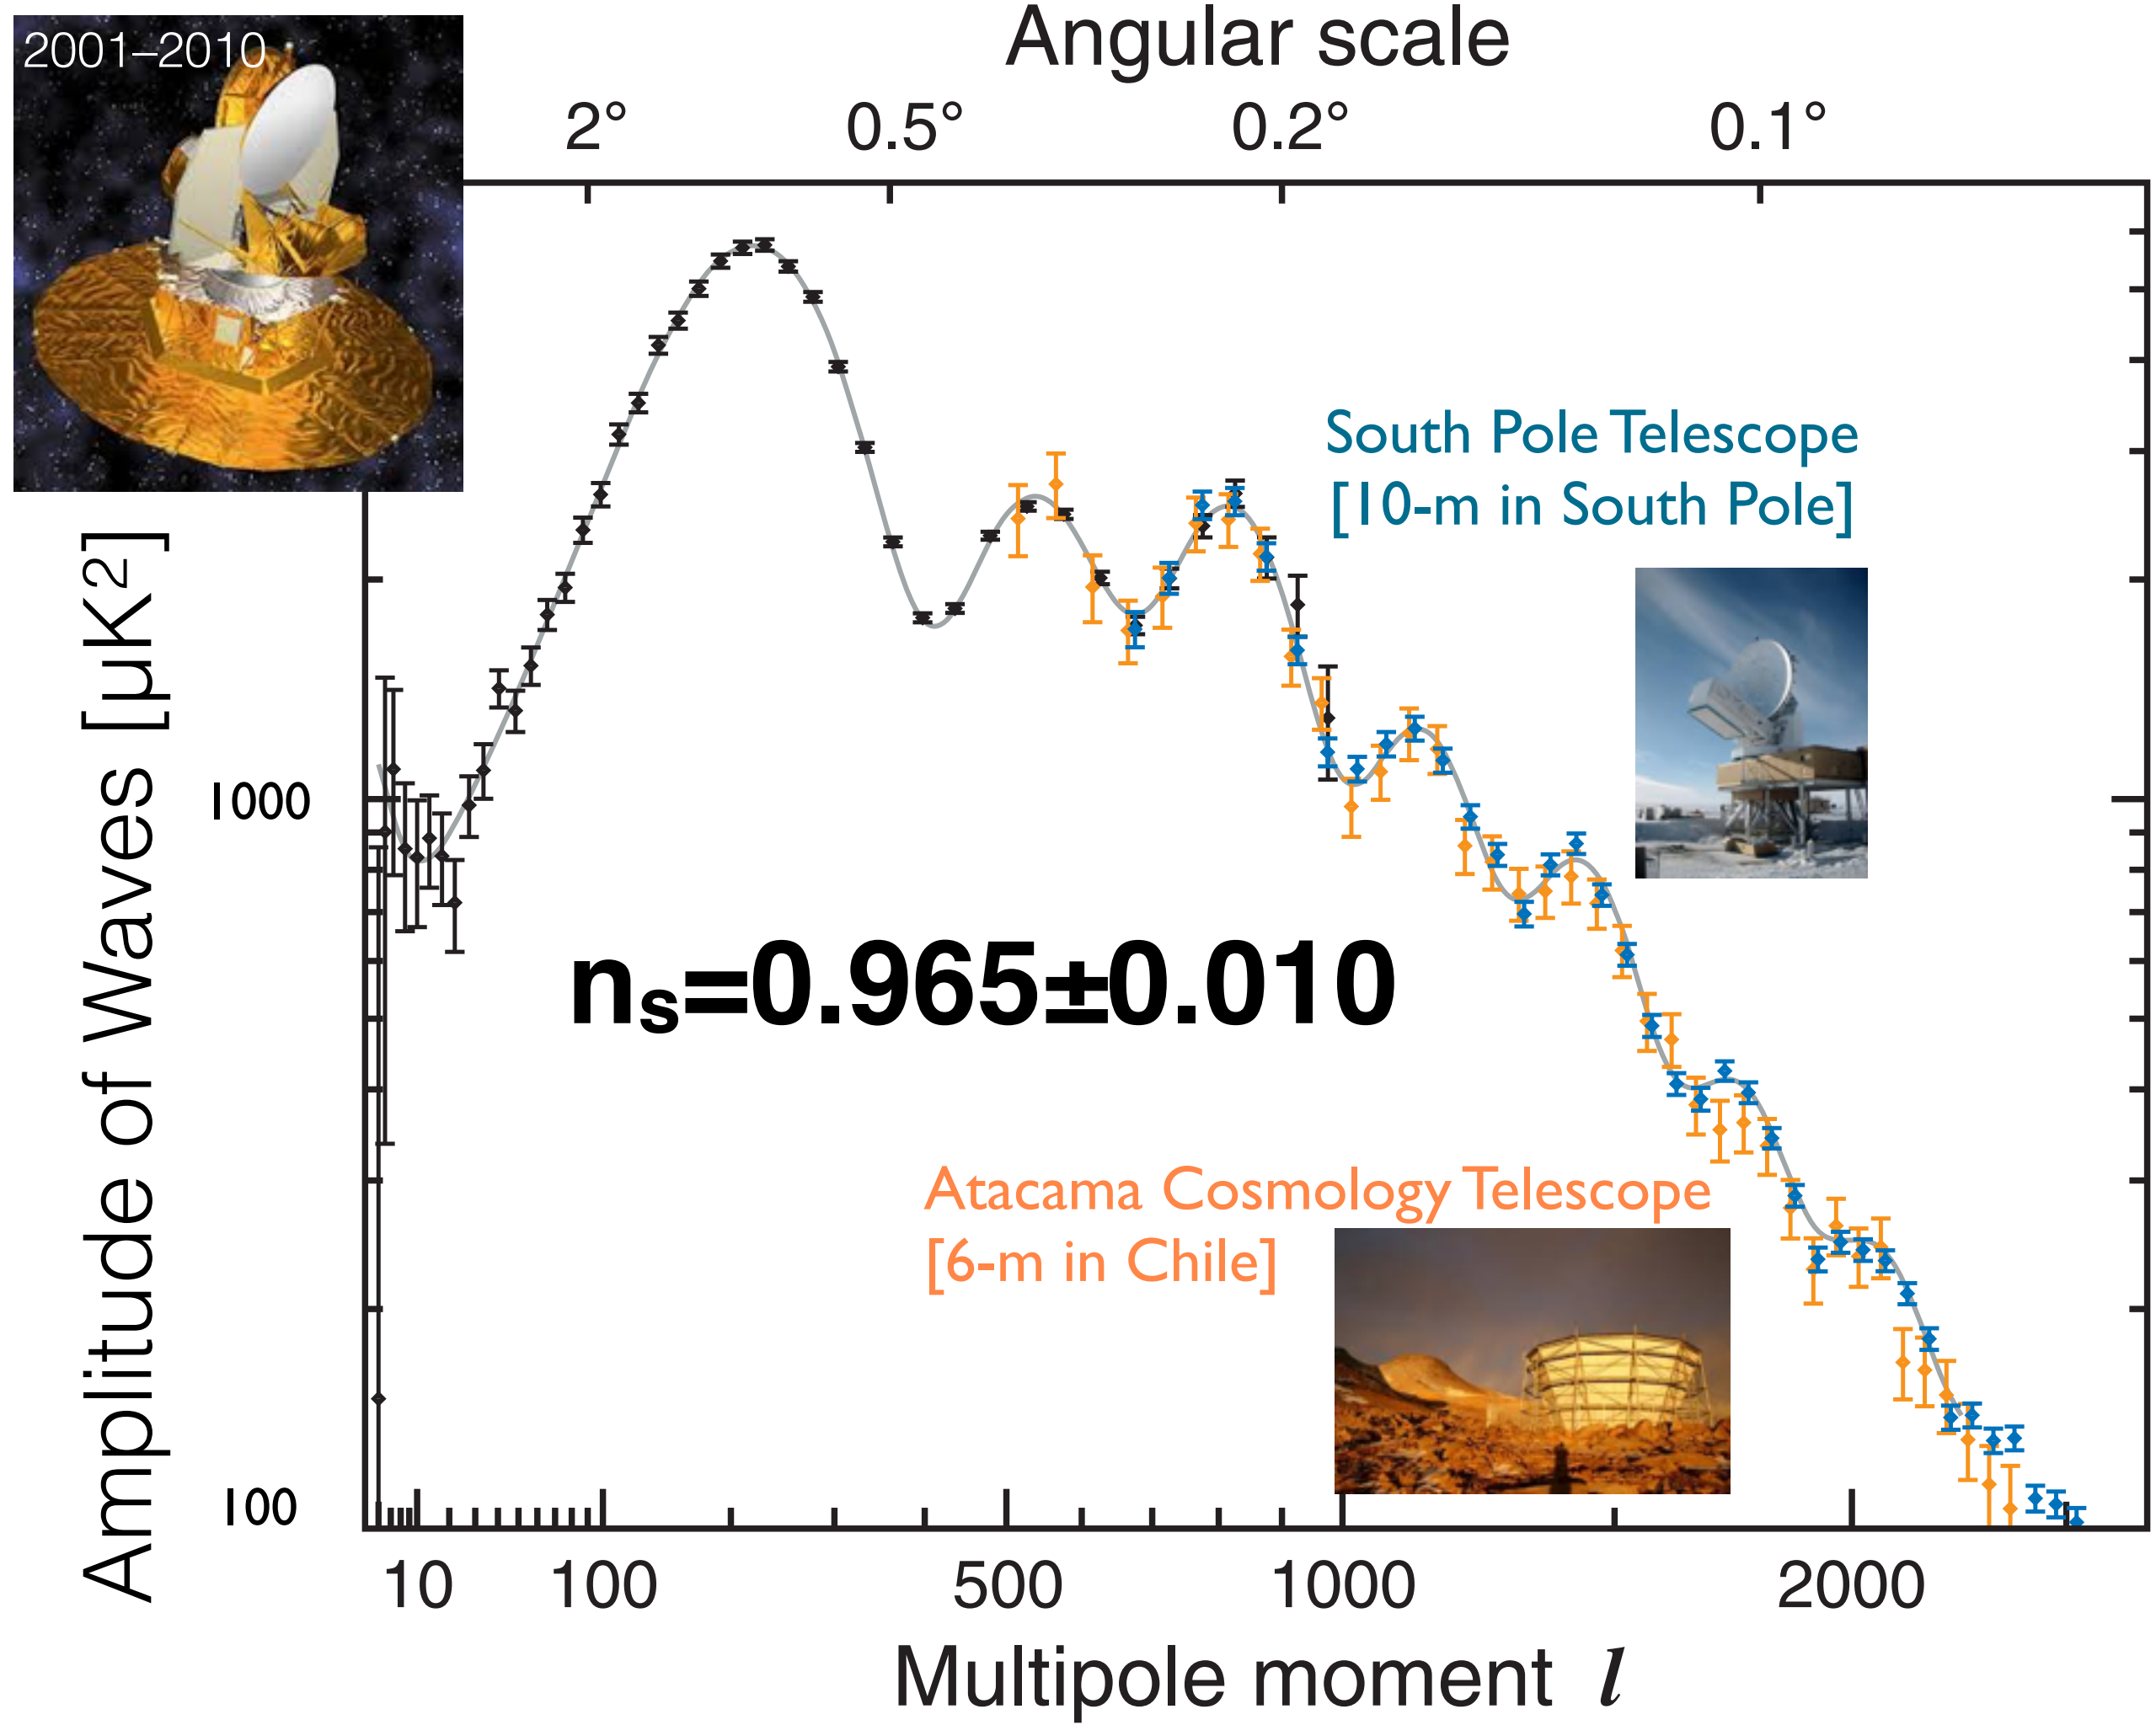 2001–2010
Angular scale
2° 0.5° 0.2° 0.1°
South Pole Telescope
[10-m in South Pole]
Amplitude of Waves [μK²]
1000
nₛ=0.965±0.010
Atacama Cosmology Telescope
[6-m in Chile]
100
10 100 500 1000 2000
Multipole moment l